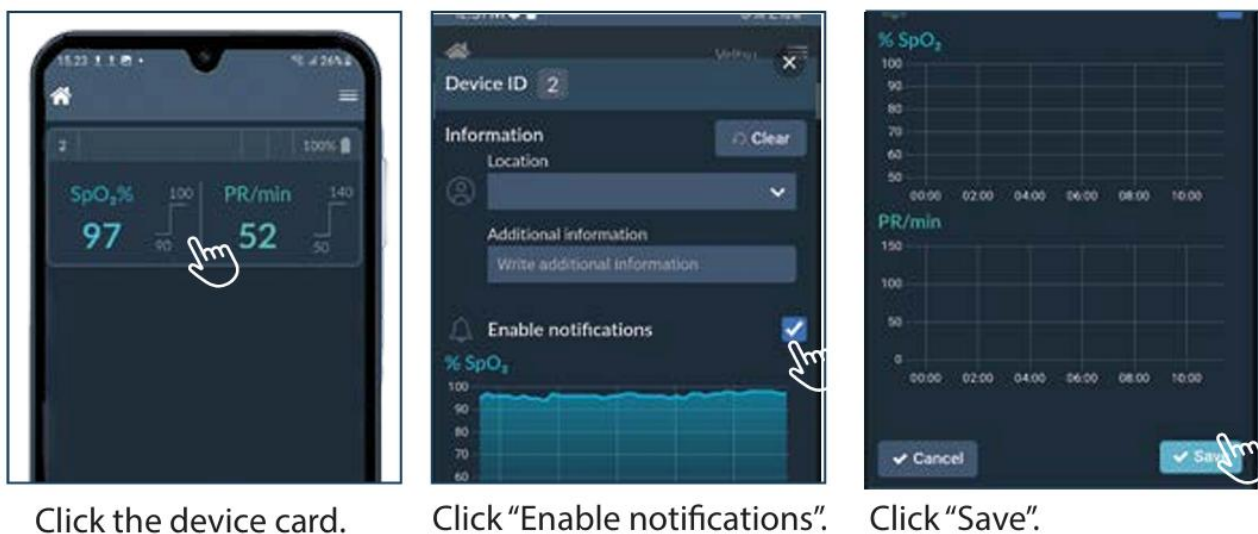 15.23
26%
2
100%
SpO₂%
100
PR/min
140
97
90
52
50
Click the device card.
Device ID 2
Information
Clear
Location
Additional information
Write additional information
Enable notifications
% SpO₂
100
90
80
70
60
Click "Enable notifications".
% SpO₂
100
90
80
70
60
50
00:00 02:00 04:00 06:00 08:00 10:00
PR/min
150
100
50
0
00:00 02:00 04:00 06:00 08:00 10:00
Cancel
Save
Click "Save".